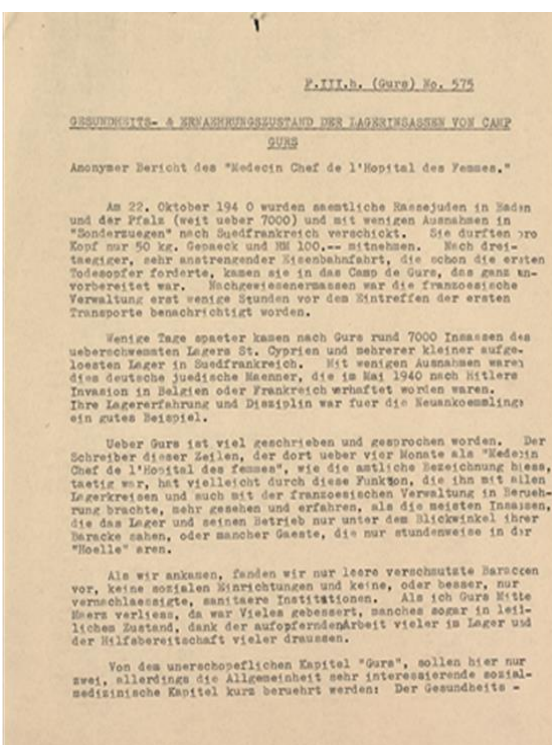 P.III.h. (Gurs) No. 575
GESUNDHEITS- & ERNAEHRUNGSZUSTAND DER LAGERINSASSEN VON CAMP
GURS
Anonymer Bericht des "Medecin Chef de l'Hopital des Femmes."
Am 22. Oktober 194 0 wurden saemtliche Rassejuden in Baden
und der Pfalz (weit ueber 7000) und mit wenigen Ausnahmen in
"Sonderzuegen" nach Suedfrankreich verschickt. Sie durften pro
Kopf nur 50 kg. Gepaeck und RM 100.-- mitnehmen. Nach drei-
taegiger, sehr anstrengender Eisenbahnfahrt, die schon die ersten
Todesopfer forderte, kamen sie in das Camp de Gurs, das ganz un-
vorbereitet war. Nachgewiesenermassen war die franzoesische
Verwaltung erst wenige Stunden vor dem Eintreffen der ersten
Transporte benachrichtigt worden.
Wenige Tage spaeter kamen nach Gurs rund 7000 Insassen des
ueberschwemmten Lagers St. Cyprien und mehrerer kleiner aufge-
loesten Lager in Suedfrankreich. Mit wenigen Ausnahmen waren
dies deutsche juedische Maenner, die im Mai 1940 nach Hitlers
Invasion in Belgien oder Frankreich verhaftet worden waren.
Ihre Lagererfahrung und Disziplin war fuer die Neuankoemmlinge
ein gutes Beispiel.
Ueber Gurs ist viel geschrieben und gesprochen worden. Der
Schreiber dieser Zeilen, der dort ueber vier Monate als "Medecin
Chef de l'Hopital des femmes", wie die amtliche Bezeichnung hiess,
taetig war, hat vielleicht durch diese Funktion, die ihn mit allen
Lagerkreisen und auch mit der franzoesischen Verwaltung in Berueh-
rung brachte, mehr gesehen und erfahren, als die meisten Insassen,
die das Lager und seinen Betrieb nur unter dem Blickwinkel ihrer
Baracke sahen, oder mancher Gaeste, die nur stundenweise in der
"Hoelle" aren.
Als wir ankamen, fanden wir nur leere verschmutzte Baracken
vor, keine sozialen Einrichtungen und keine, oder besser, nur
vernachlaessigte, sanitaere Institutionen. Als ich Gurs Mitte
Maerz verliess, da war Vieles gebessert, manches sogar in leil-
lichem Zustand, dank der aufopferndenArbeit vieler im Lager und
der Hilfsbereitschaft vieler draussen.
Von dem unerschopeflichen Kapitel "Gurs", sollen hier nur
zwei, allerdings die Allgemeinheit sehr interessierende sozial-
medizinische Kapitel kurz beruehrt werden: Der Gesundheits -